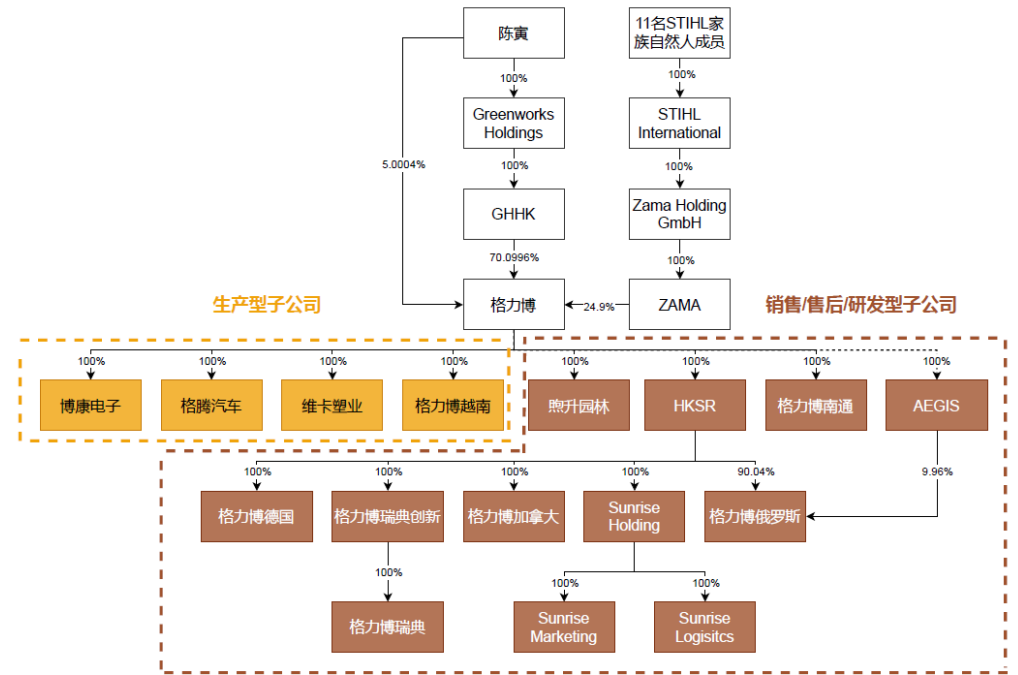 陈寅
11名STIHL家
族自然人成员
100%
100%
Greenworks
Holdings
STIHL
International
5.0004%
100%
100%
GHHK
Zama Holding
GmbH
70.0996%
100%
生产型子公司
格力博
24.9%
ZAMA
销售/售后/研发型子公司
100%
100%
100%
100%
100%
100%
100%
100%
博康电子
格腾汽车
维卡塑业
格力博越南
煦升园林
HKSR
格力博南通
AEGIS
100%
100%
100%
100%
90.04%
9.96%
格力博德国
格力博瑞典创新
格力博加拿大
Sunrise
Holding
格力博俄罗斯
100%
100%
100%
格力博瑞典
Sunrise
Marketing
Sunrise
Logisitcs